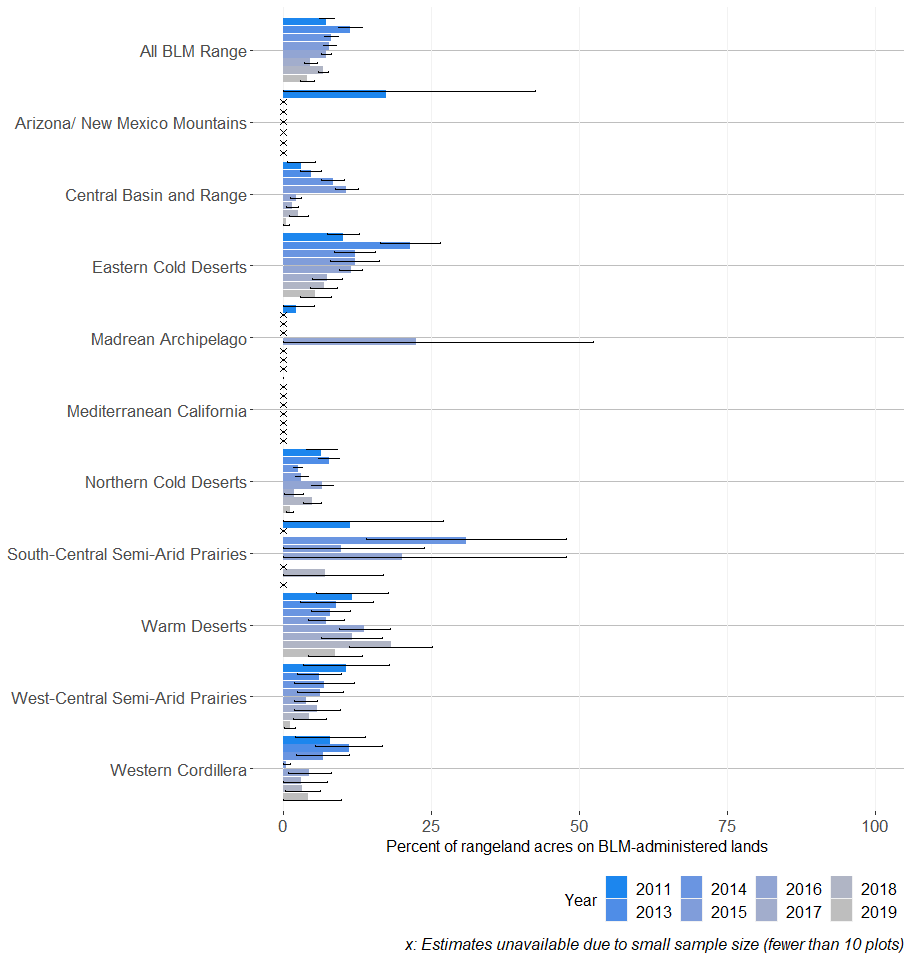 All BLM Range
Arizona/ New Mexico Mountains
Central Basin and Range
Eastern Cold Deserts
Madrean Archipelago
Mediterranean California
Northern Cold Deserts
South-Central Semi-Arid Prairies
Warm Deserts
West-Central Semi-Arid Prairies
Western Cordillera
0 25 50 75 100
Percent of rangeland acres on BLM-administered lands
Year
2011 2014 2016 2018
2013 2015 2017 2019
x: Estimates unavailable due to small sample size (fewer than 10 plots)